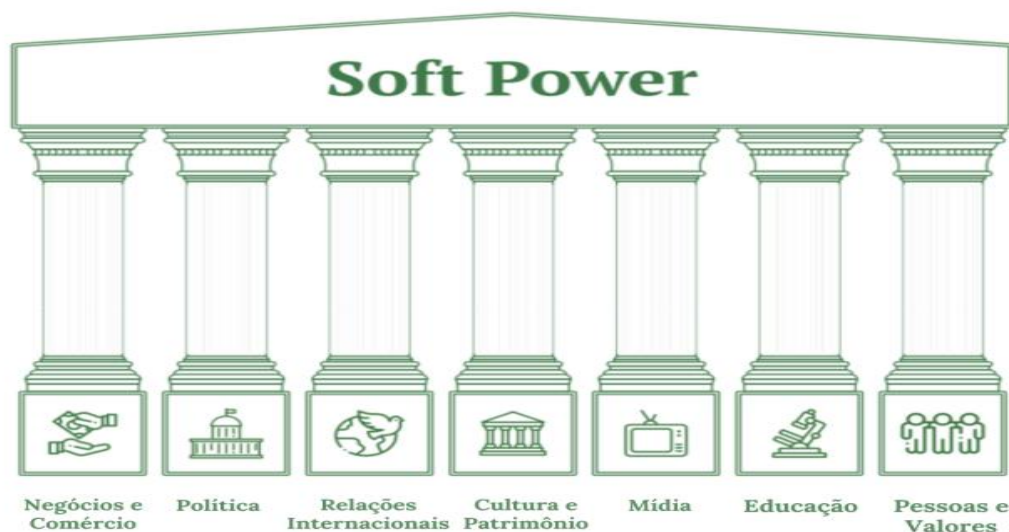 Soft Power
Negócios e
Comércio
Política
Relações
Internacionais
Cultura e
Patrimônio
Mídia
Educação
Pessoas e
Valores